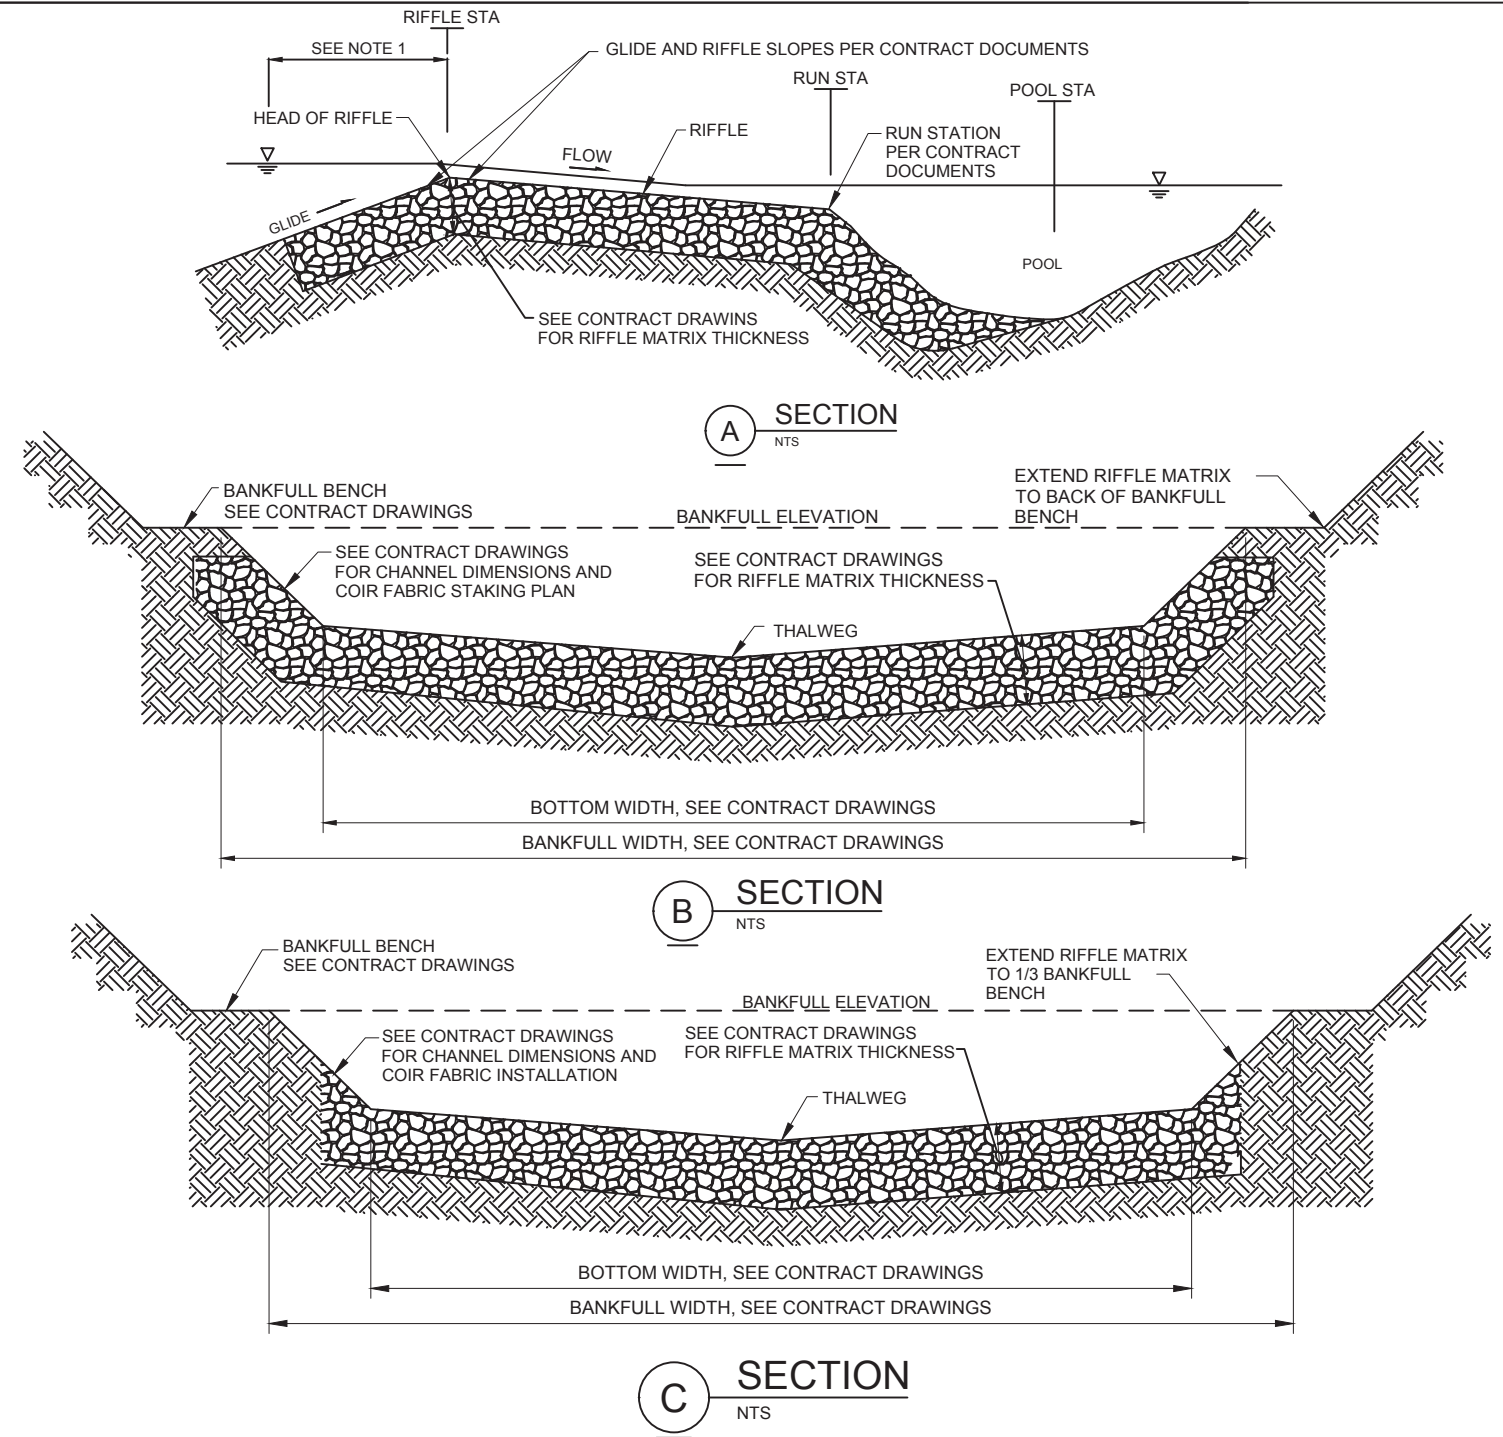 RIFFLE STA
SEE NOTE 1
GLIDE AND RIFFLE SLOPES PER CONTRACT DOCUMENTS
RUN STA
POOL STA
HEAD OF RIFFLE
RIFFLE
RUN STATION
PER CONTRACT
DOCUMENTS
FLOW
GLIDE
POOL
SEE CONTRACT DRAWINS
FOR RIFFLE MATRIX THICKNESS
A
SECTION
NTS
BANKFULL BENCH
SEE CONTRACT DRAWINGS
BANKFULL ELEVATION
EXTEND RIFFLE MATRIX
TO BACK OF BANKFULL
BENCH
SEE CONTRACT DRAWINGS
FOR CHANNEL DIMENSIONS AND
COIR FABRIC STAKING PLAN
SEE CONTRACT DRAWINGS
FOR RIFFLE MATRIX THICKNESS
THALWEG
BOTTOM WIDTH, SEE CONTRACT DRAWINGS
BANKFULL WIDTH, SEE CONTRACT DRAWINGS
B
SECTION
NTS
BANKFULL BENCH
SEE CONTRACT DRAWINGS
BANKFULL ELEVATION
EXTEND RIFFLE MATRIX
TO 1/3 BANKFULL
BENCH
SEE CONTRACT DRAWINGS
FOR CHANNEL DIMENSIONS AND
COIR FABRIC INSTALLATION
SEE CONTRACT DRAWINGS
FOR RIFFLE MATRIX THICKNESS
THALWEG
BOTTOM WIDTH, SEE CONTRACT DRAWINGS
BANKFULL WIDTH, SEE CONTRACT DRAWINGS
C
SECTION
NTS